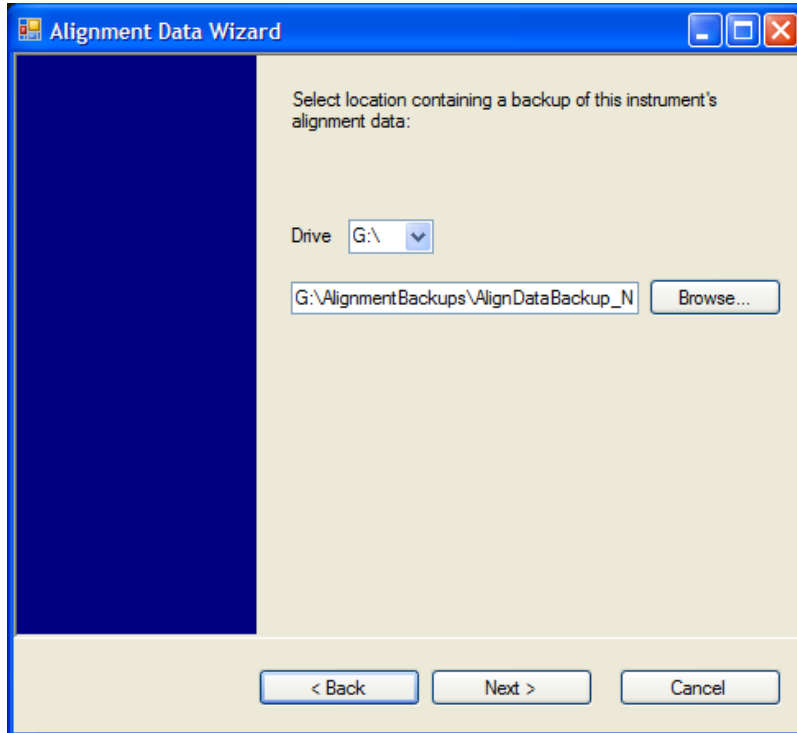 Alignment Data Wizard
Select location containing a backup of this instrument's
alignment data:
Drive G:\
G:\AlignmentBackups\AlignDataBackup_N Browse...
< Back Next > Cancel